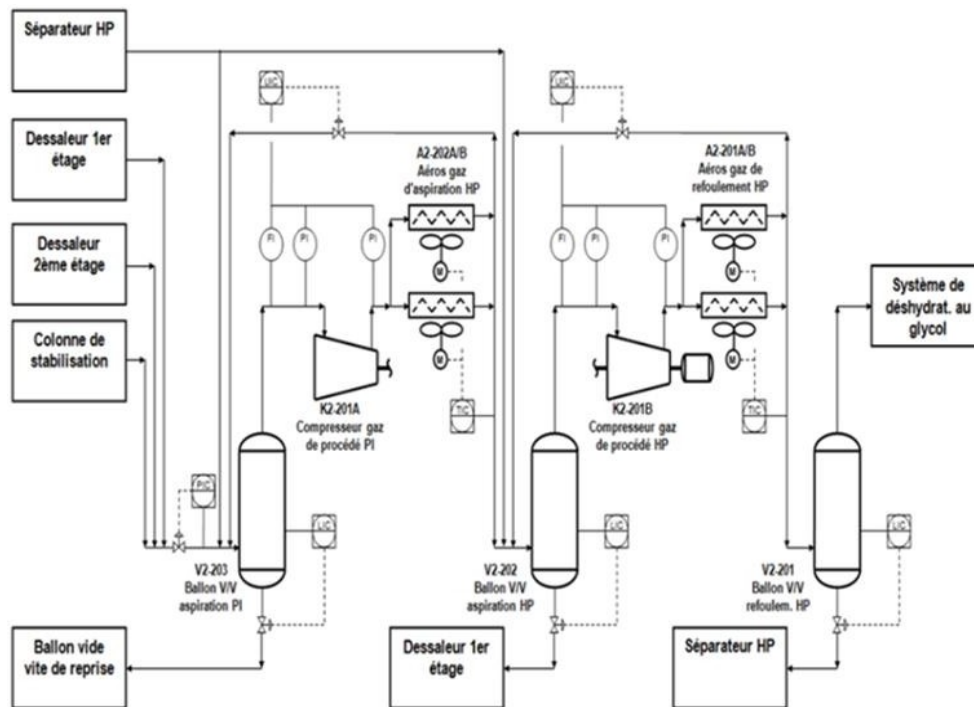 Séparateur HP
Dessaleur 1er
étage
Dessaleur
2ème étage
Colonne de
stabilisation
UIC
A2-202A/B
Aéros gaz
d'aspiration HP
FI
PI
PI
M
M
TIC
K2-201A
Compresseur gaz
de procédé PI
PIC
LIC
V2-203
Ballon V/V
aspiration PI
UIC
A2-201A/B
Aéros gaz de
refoulement HP
FI
PI
PI
M
M
TIC
K2-201B
Compresseur gaz
de procédé HP
LIC
V2-202
Ballon V/V
aspiration HP
Système de
déshydrat. au
glycol
LIC
V2-201
Ballon V/V
refoulem. HP
Ballon vide
vite de reprise
Dessaleur 1er
étage
Séparateur HP